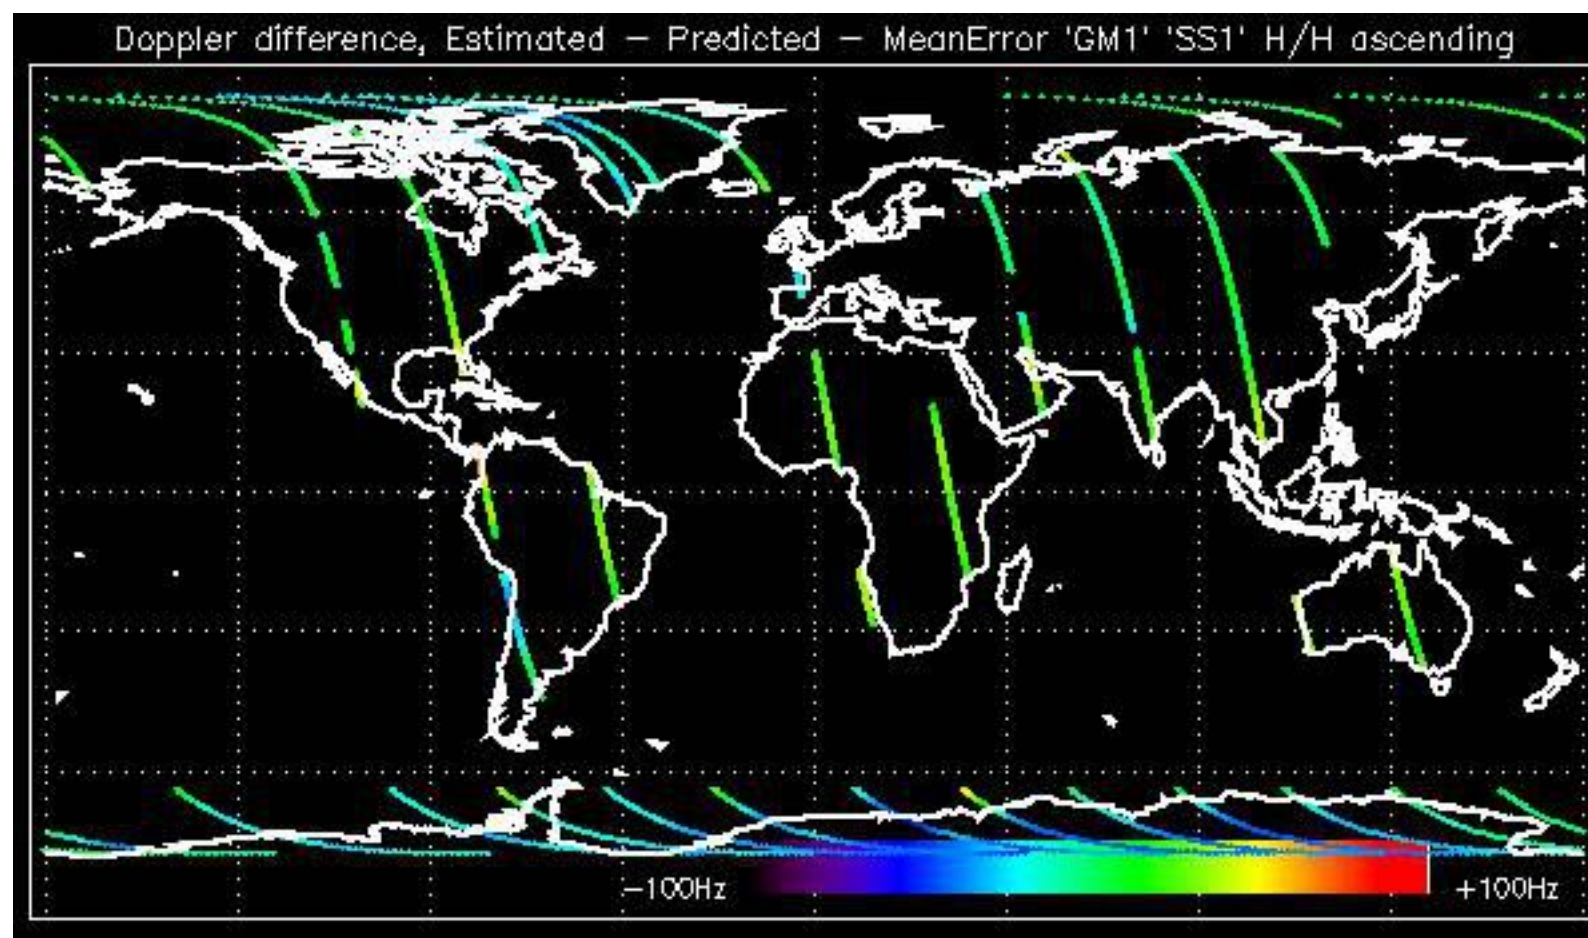 Doppler difference, Estimated — Predicted — MeanError 'GM1' 'SS1' H/H ascending
−100Hz
+100Hz